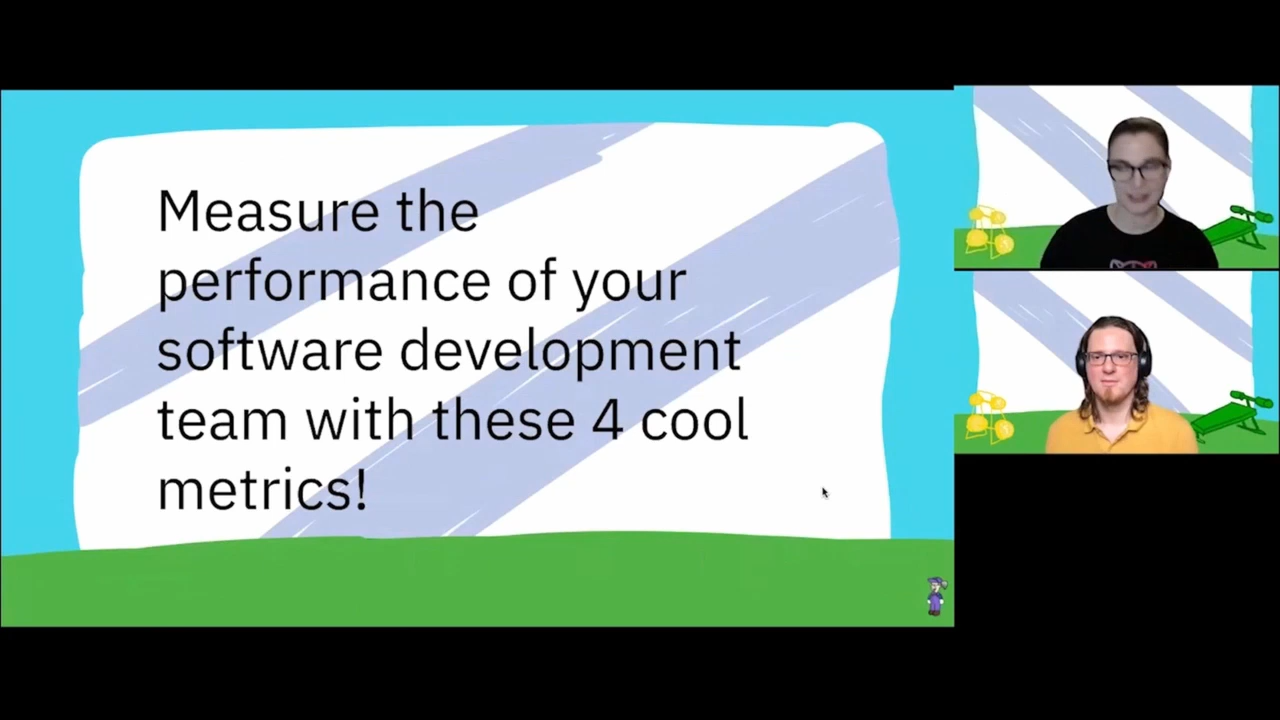 Measure the
performance of your
software development
team with these 4 cool
metrics!